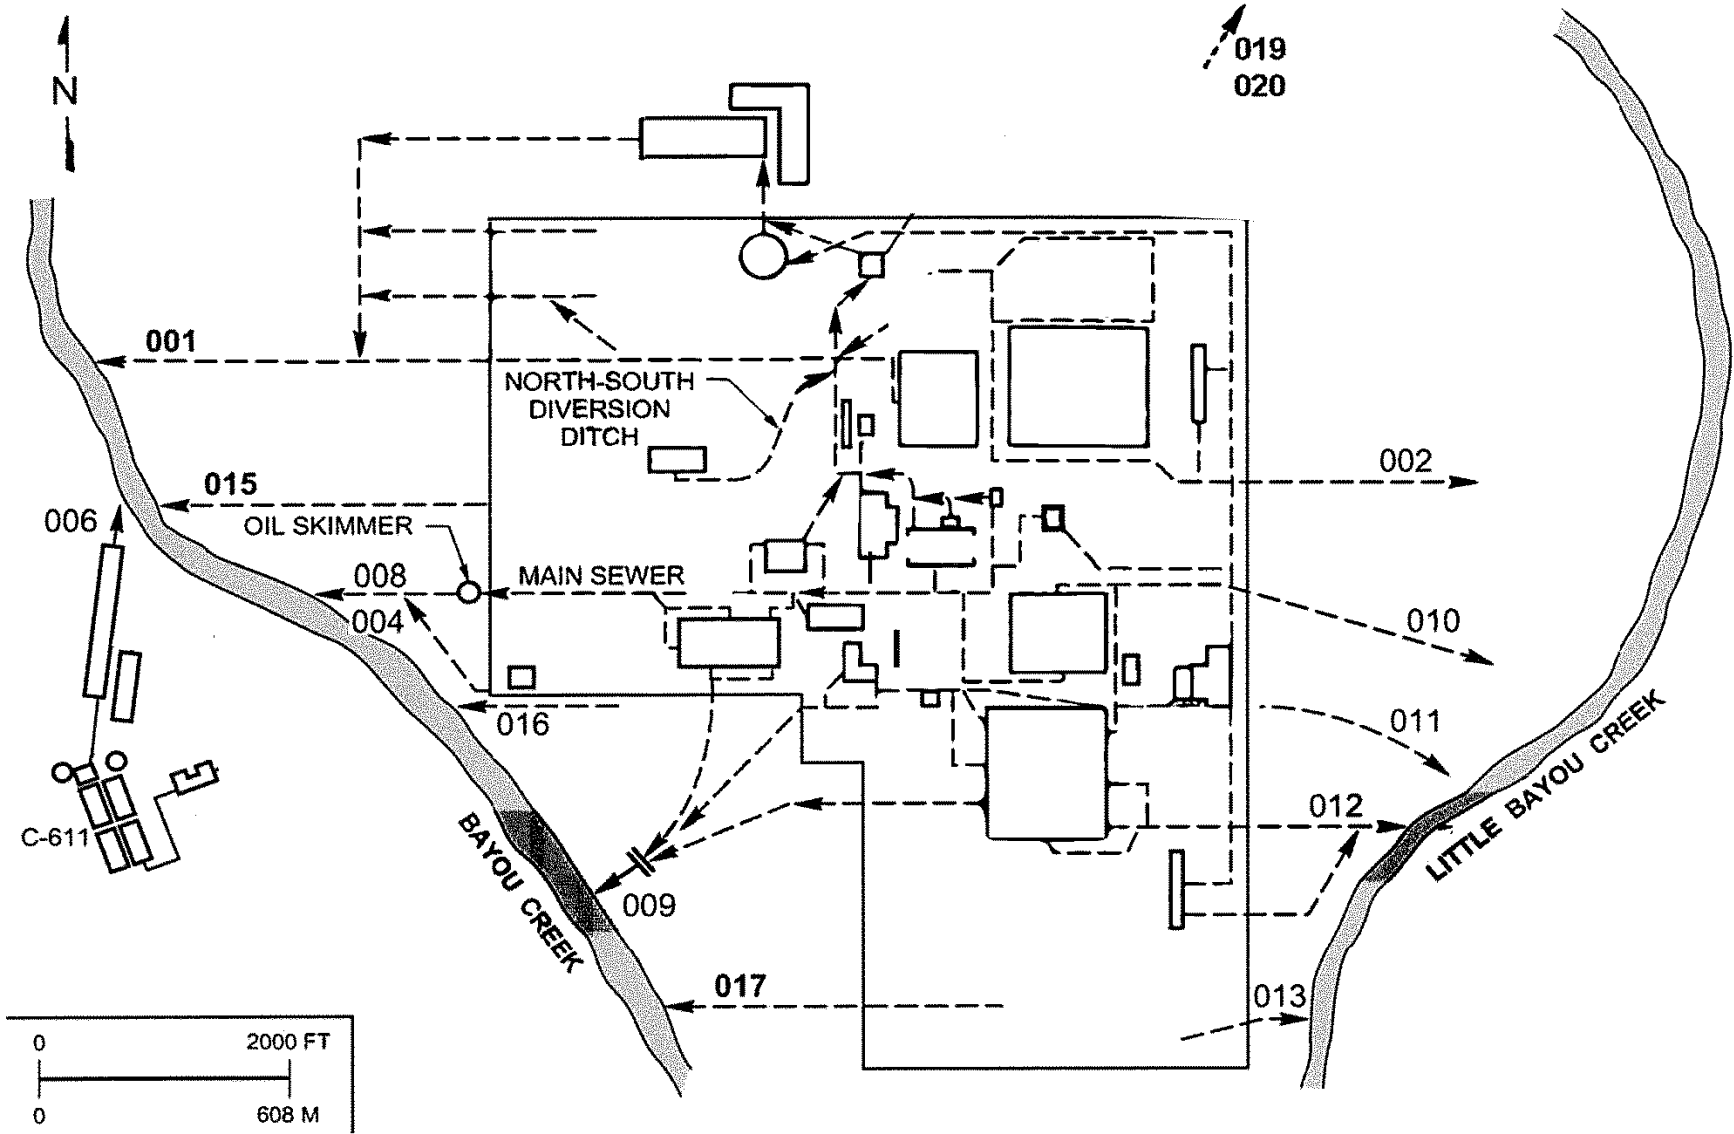 019
020
N
001
NORTH-SOUTH
DIVERSION
DITCH
002
015
006
OIL SKIMMER
008
MAIN SEWER
004
010
016
011
C-611
012
BAYOU CREEK
LITTLE BAYOU CREEK
009
017
013
0
2000 FT
0
608 M